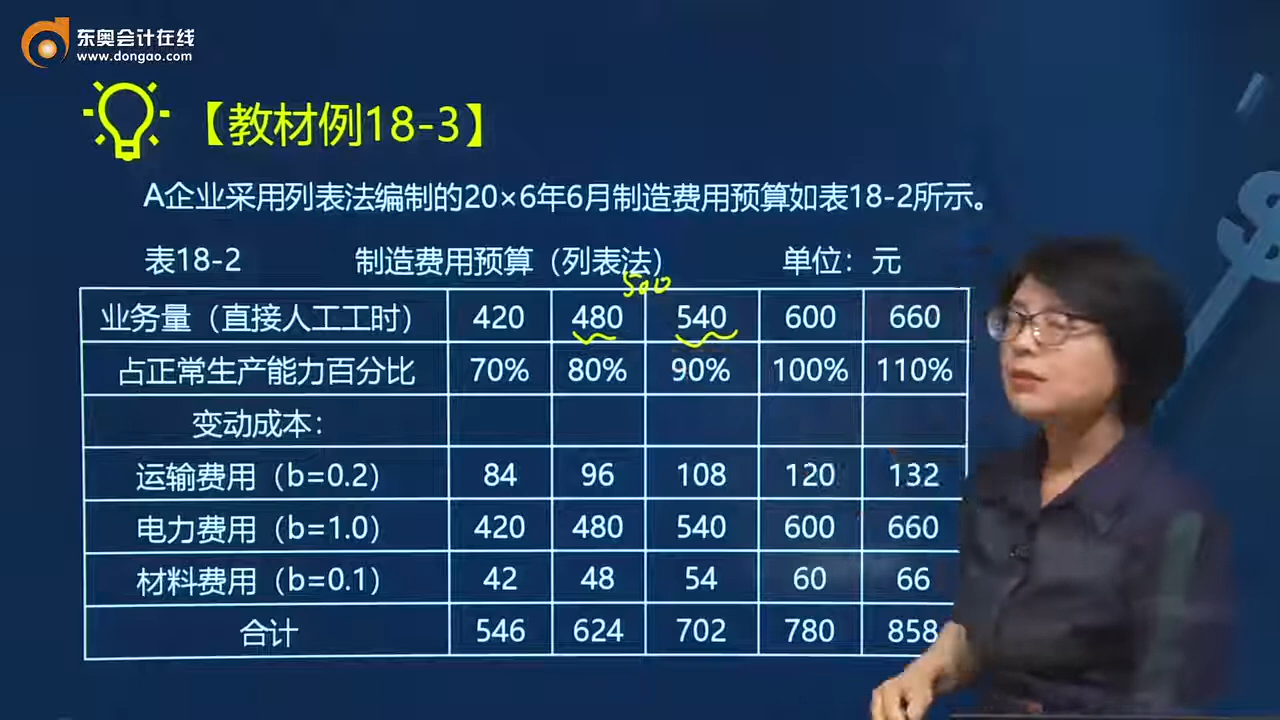 东奥会计在线
www.dongao.com
【教材例18-3】
A企业采用列表法编制的20×6年6月制造费用预算如表18-2所示。
表18-2 制造费用预算（列表法） 单位：元
500
业务量（直接人工工时） 420 480 540 600 660
占正常生产能力百分比 70% 80% 90% 100% 110%
变动成本：
运输费用（b=0.2） 84 96 108 120 132
电力费用（b=1.0） 420 480 540 600 660
材料费用（b=0.1） 42 48 54 60 66
合计 546 624 702 780 858